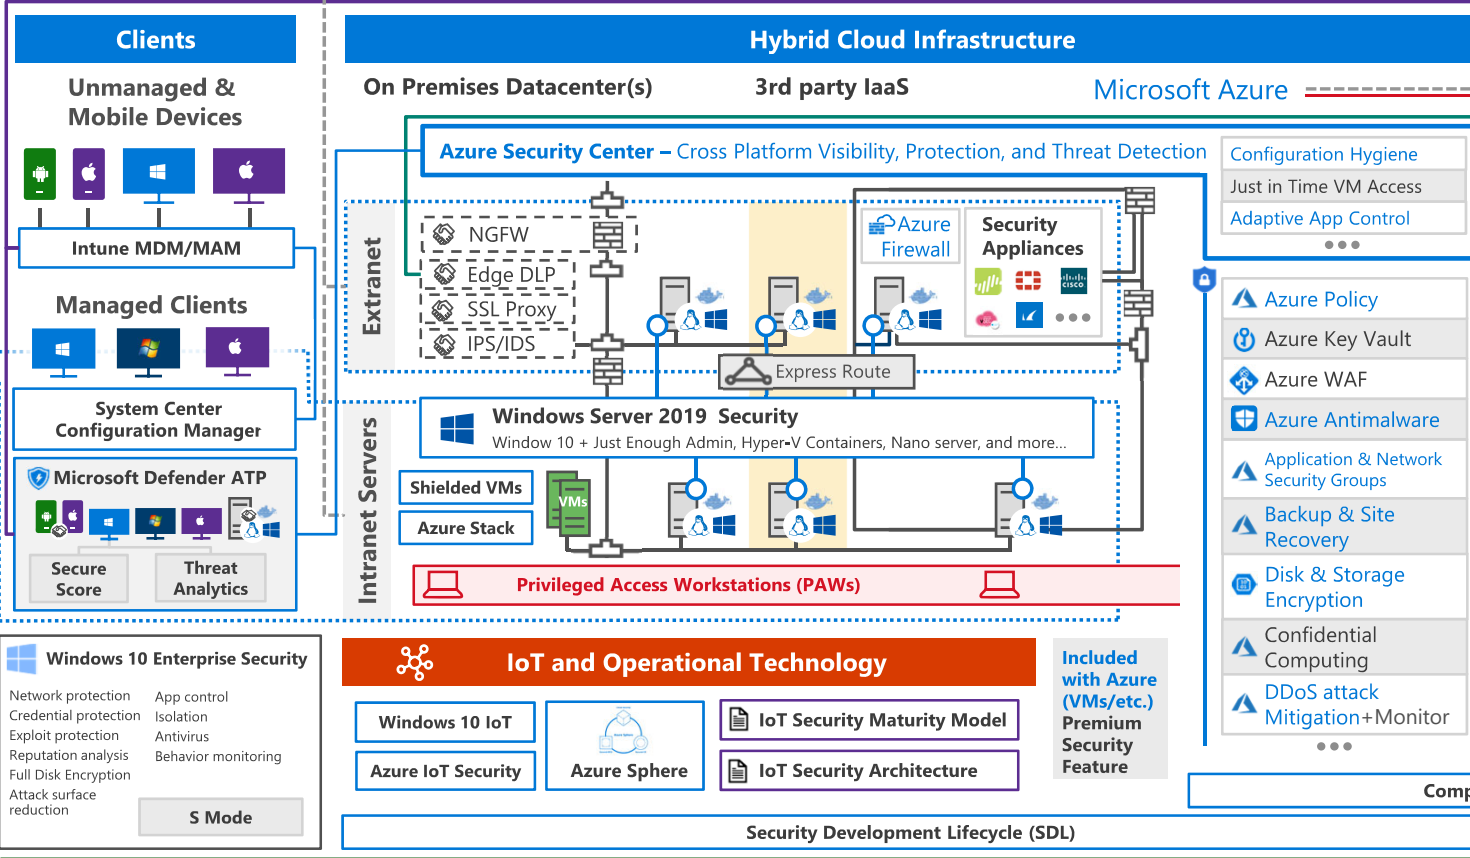 Clients
Unmanaged &
Mobile Devices
Intune MDM/MAM
Managed Clients
System Center
Configuration Manager
Microsoft Defender ATP
Secure
Score
Threat
Analytics
Windows 10 Enterprise Security
Network protection
Credential protection
Exploit protection
Reputation analysis
Full Disk Encryption
Attack surface
reduction
App control
Isolation
Antivirus
Behavior monitoring
S Mode
Hybrid Cloud Infrastructure
On Premises Datacenter(s)
3rd party IaaS
Microsoft Azure
Azure Security Center – Cross Platform Visibility, Protection, and Threat Detection
Configuration Hygiene
Just in Time VM Access
Adaptive App Control
Extranet
NGFW
Edge DLP
SSL Proxy
IPS/IDS
Azure
Firewall
Security
Appliances
CISCO
Express Route
Intranet Servers
Windows Server 2019 Security
Window 10 + Just Enough Admin, Hyper-V Containers, Nano server, and more...
Shielded VMs
Azure Stack
VMs
Privileged Access Workstations (PAWs)
Azure Policy
Azure Key Vault
Azure WAF
Azure Antimalware
Application & Network
Security Groups
Backup & Site
Recovery
Disk & Storage
Encryption
Confidential
Computing
DDoS attack
Mitigation+Monitor
IoT and Operational Technology
Windows 10 IoT
Azure IoT Security
Azure Sphere
IoT Security Maturity Model
IoT Security Architecture
Included
with Azure
(VMs/etc.)
Premium
Security
Feature
Comp
Security Development Lifecycle (SDL)